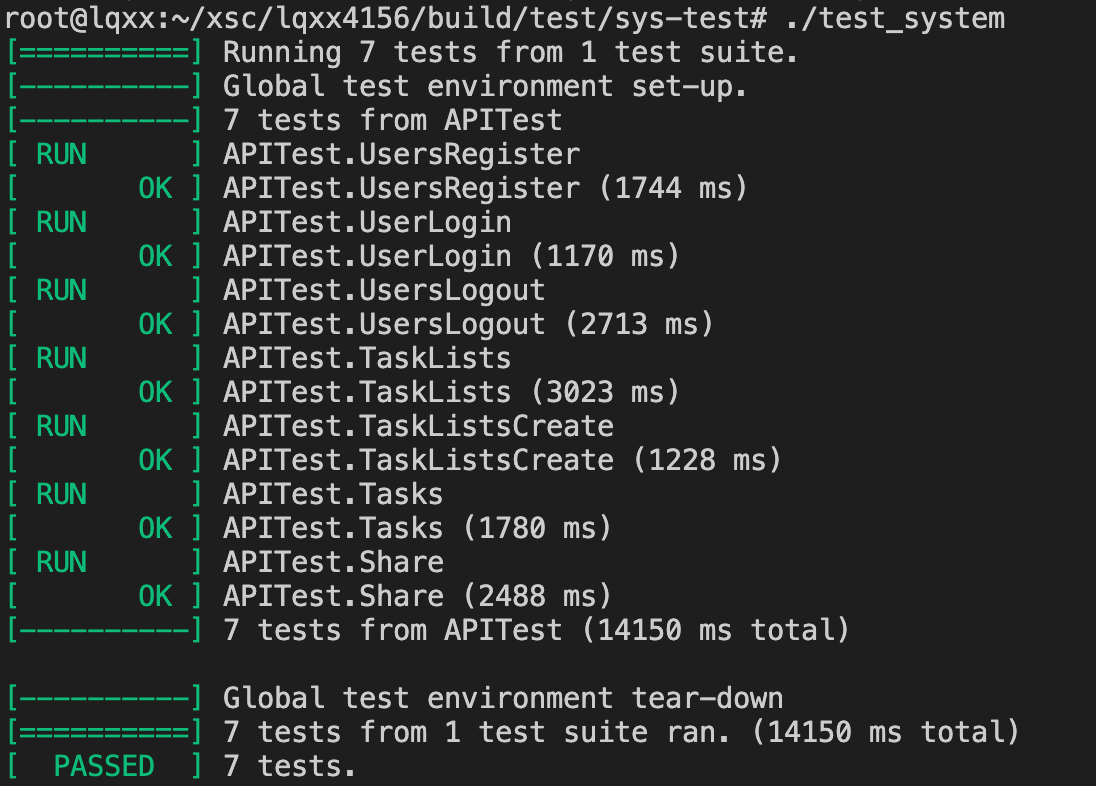 root@lqxx:~/xsc/lqxx4156/build/test/sys-test# ./test_system
[==========] Running 7 tests from 1 test suite.
[----------] Global test environment set-up.
[----------] 7 tests from APITest
[ RUN      ] APITest.UsersRegister
[       OK ] APITest.UsersRegister (1744 ms)
[ RUN      ] APITest.UserLogin
[       OK ] APITest.UserLogin (1170 ms)
[ RUN      ] APITest.UsersLogout
[       OK ] APITest.UsersLogout (2713 ms)
[ RUN      ] APITest.TaskLists
[       OK ] APITest.TaskLists (3023 ms)
[ RUN      ] APITest.TaskListsCreate
[       OK ] APITest.TaskListsCreate (1228 ms)
[ RUN      ] APITest.Tasks
[       OK ] APITest.Tasks (1780 ms)
[ RUN      ] APITest.Share
[       OK ] APITest.Share (2488 ms)
[----------] 7 tests from APITest (14150 ms total)
[----------] Global test environment tear-down
[==========] 7 tests from 1 test suite ran. (14150 ms total)
[  PASSED  ] 7 tests.